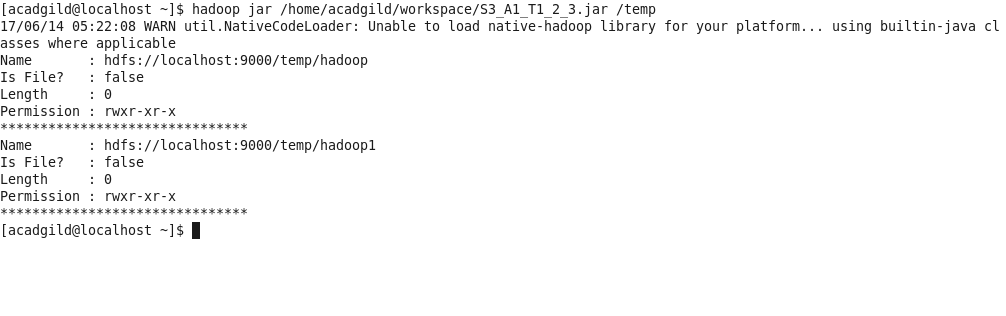 [acadgild@localhost ~]$ hadoop jar /home/acadgild/workspace/S3_A1_T1_2_3.jar /temp
17/06/14 05:22:08 WARN util.NativeCodeLoader: Unable to load native-hadoop library for your platform... using builtin-java cl
asses where applicable
Name       : hdfs://localhost:9000/temp/hadoop
Is File?   : false
Length     : 0
Permission : rwxr-xr-x
*******************************
Name       : hdfs://localhost:9000/temp/hadoop1
Is File?   : false
Length     : 0
Permission : rwxr-xr-x
*******************************
[acadgild@localhost ~]$